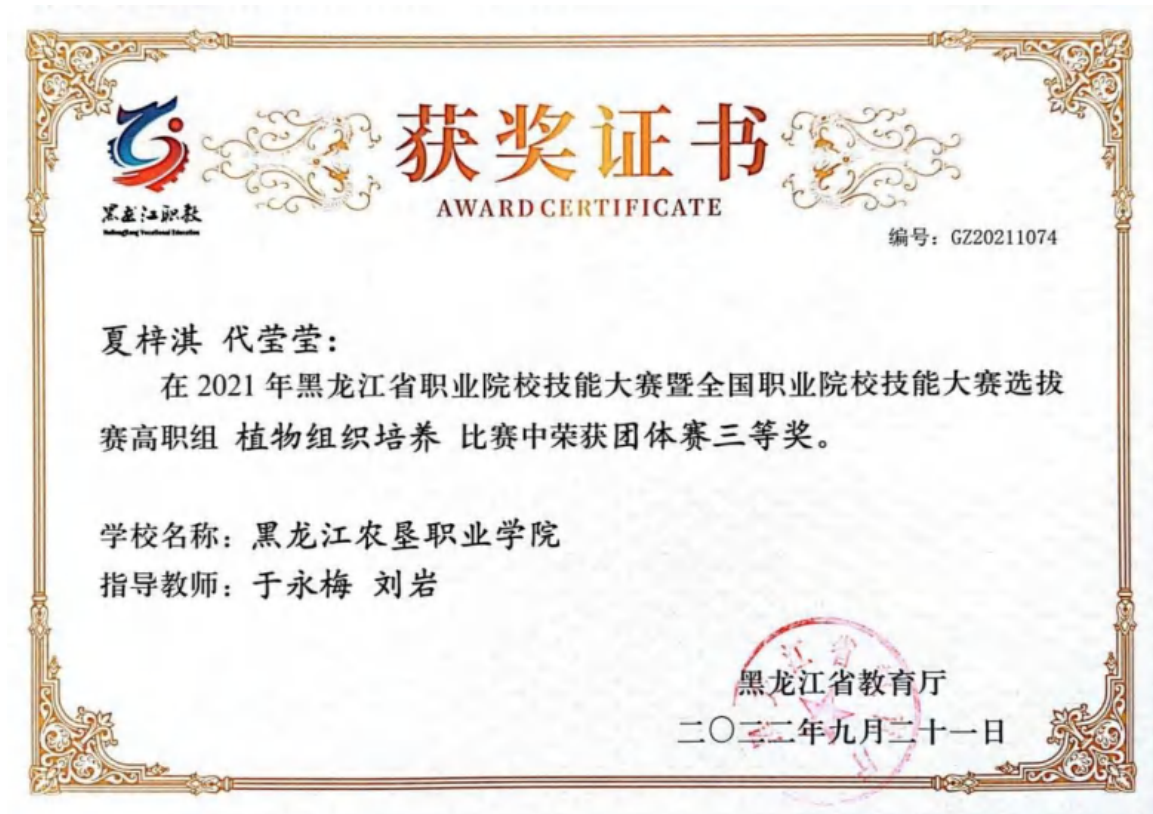 获奖证书
AWARD CERTIFICATE
黑龙江职教
Heilongjiang Vocational Education
编号：GZ20211074
夏梓淇 代莹莹：
在 2021 年黑龙江省职业院校技能大赛暨全国职业院校技能大赛选拔
赛高职组 植物组织培养 比赛中荣获团体赛三等奖。
学校名称：黑龙江农垦职业学院
指导教师：于永梅 刘岩
黑龙江省教育厅
二〇二二年九月二十一日